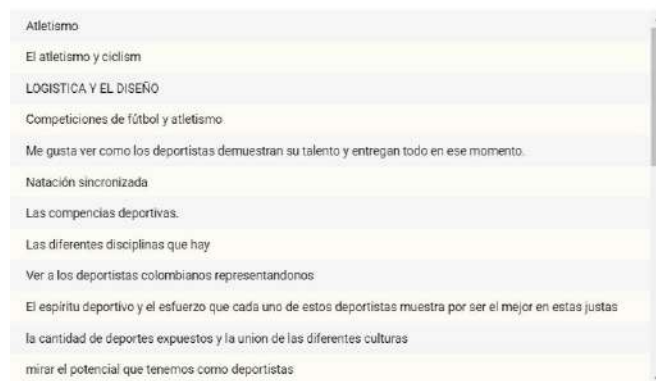 Atletismo
El atletismo y ciclism
LOGISTICA Y EL DISEÑO
Competiciones de fútbol y atletismo
Me gusta ver como los deportistas demuestran su talento y entregan todo en ese momento.
Natación sincronizada
Las compencias deportivas.
Las diferentes disciplinas que hay
Ver a los deportistas colombianos representandonos
El espíritu deportivo y el esfuerzo que cada uno de estos deportistas muestra por ser el mejor en estas justas
la cantidad de deportes expuestos y la union de las diferentes culturas
mirar el potencial que tenemos como deportistas